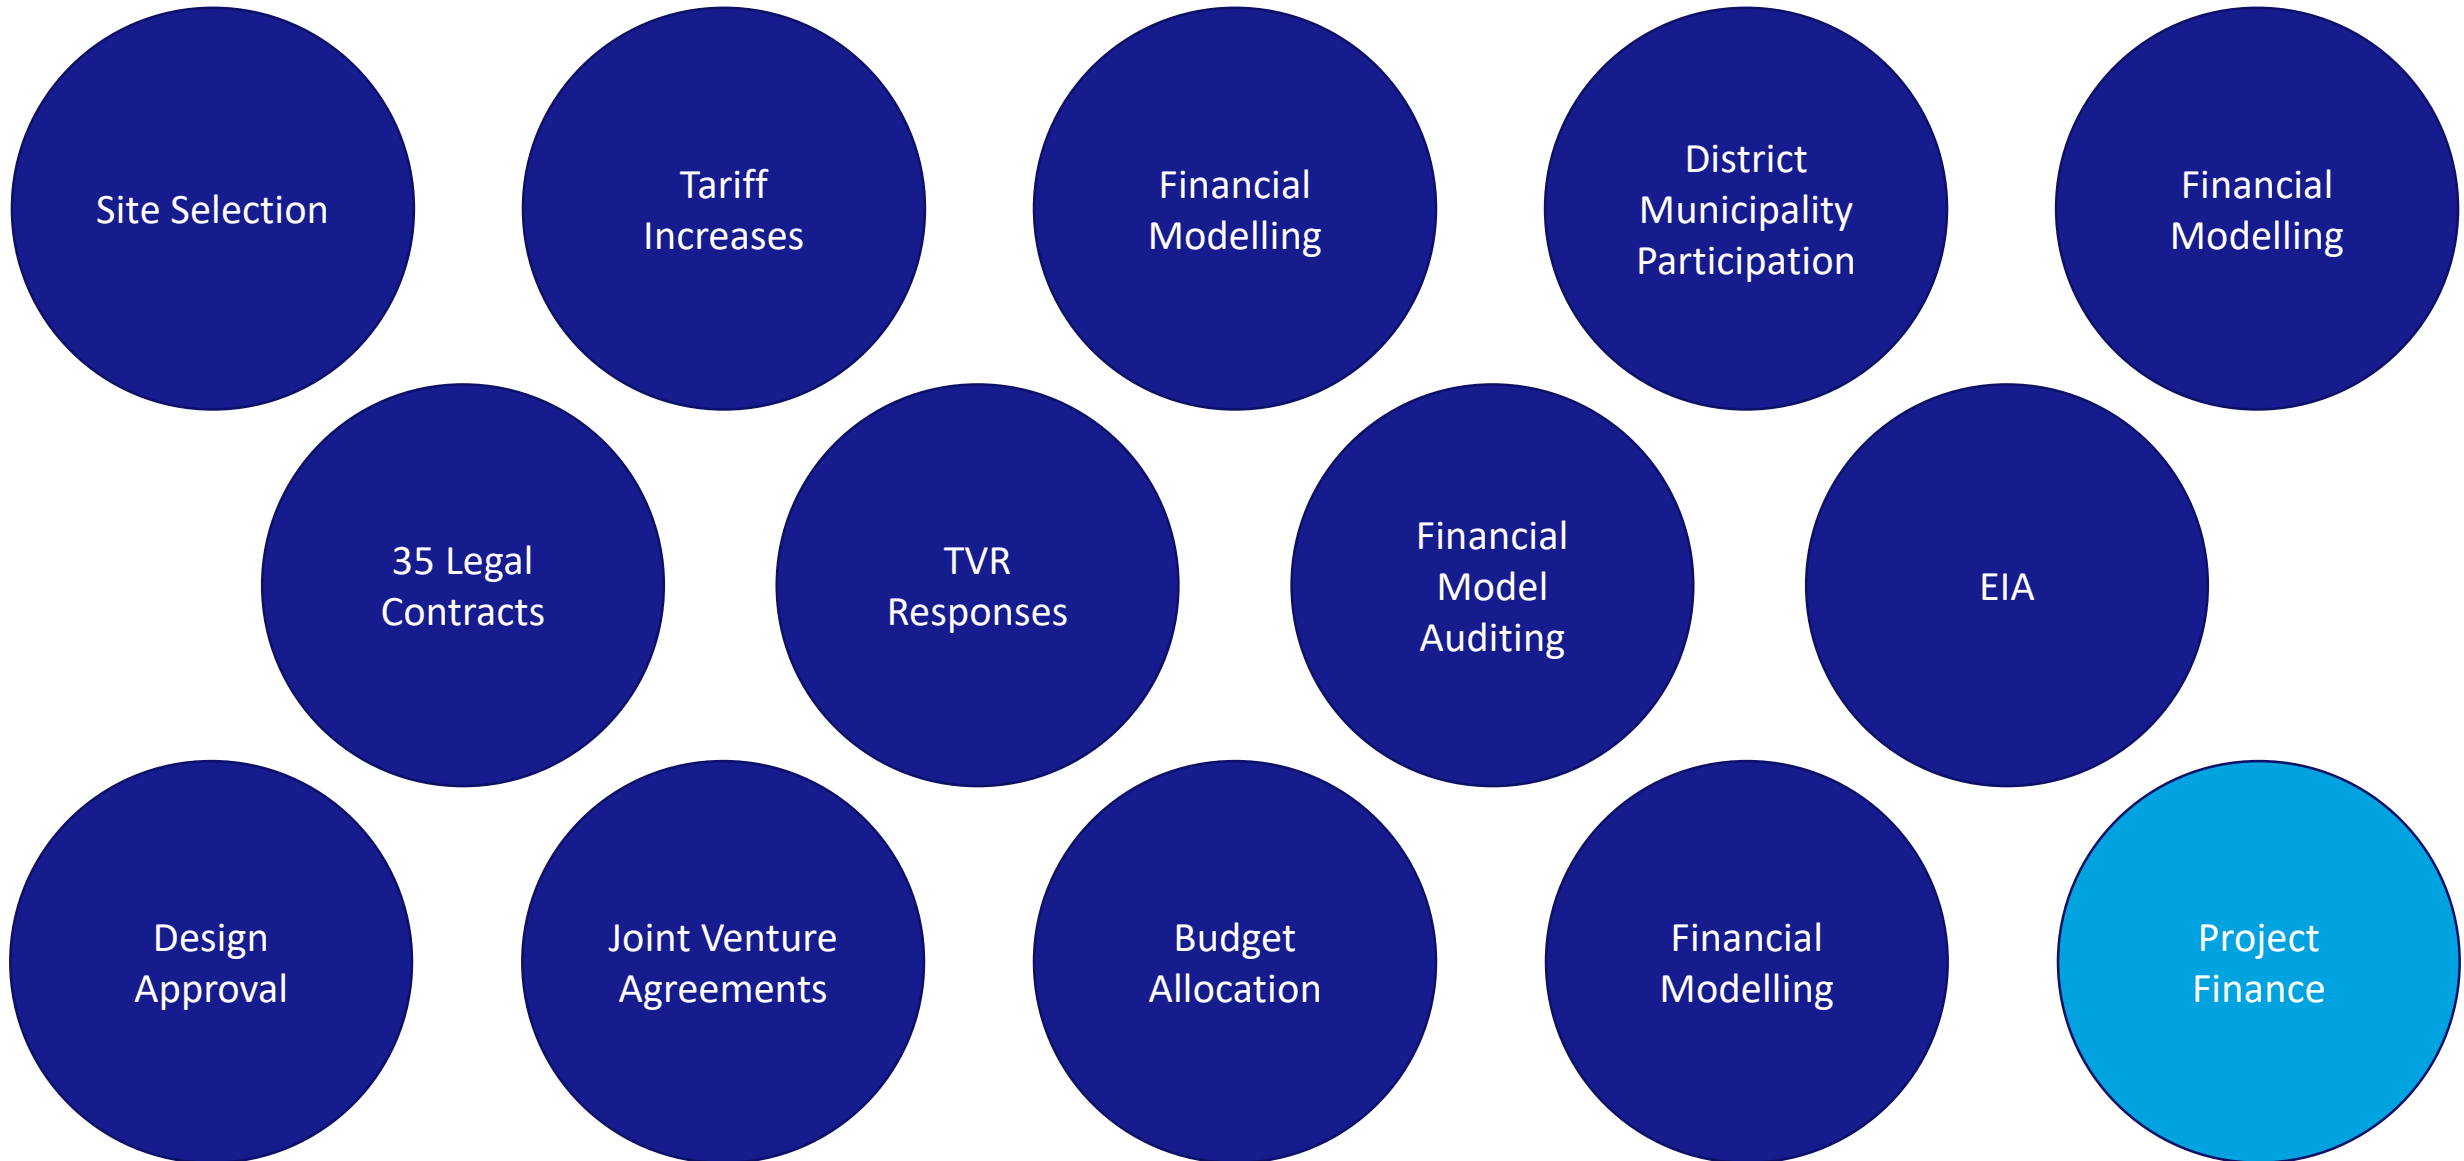 Site Selection
Tariff
Increases
Financial
Modelling
District
Municipality
Participation
Financial
Modelling
35 Legal
Contracts
TVR
Responses
Financial
Model
Auditing
EIA
Design
Approval
Joint Venture
Agreements
Budget
Allocation
Financial
Modelling
Project
Finance